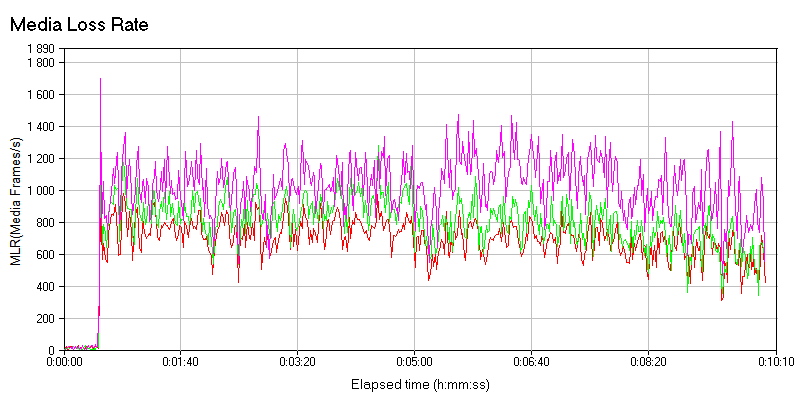 Media Loss Rate
1 890
1 800
1 600
1 400
1 200
1 000
800
600
400
200
0
MLR(Media Frames/s)
0:00:00 0:01:40 0:03:20 0:05:00 0:06:40 0:08:20 0:10:10
Elapsed time (h:mm:ss)